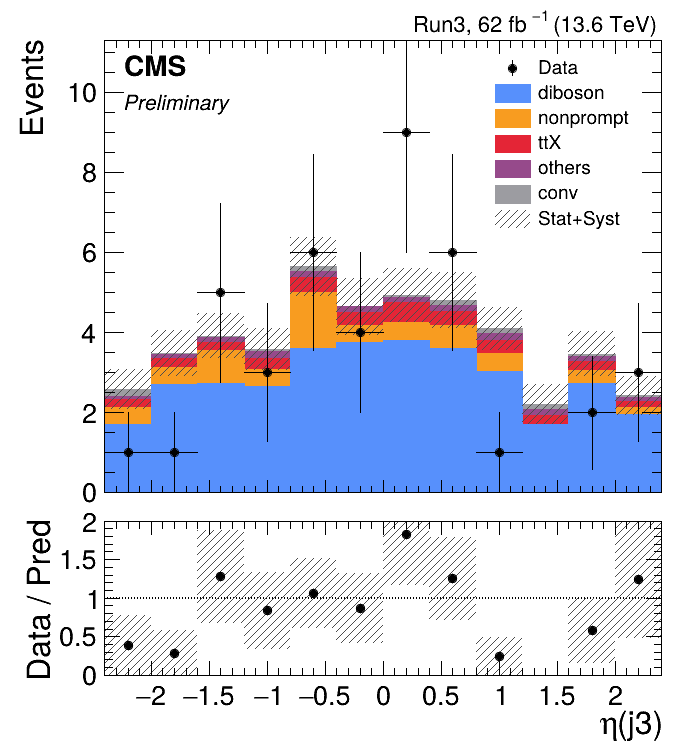 Run3, 62 fb⁻¹ (13.6 TeV)
CMS
Preliminary
Events
10
8
6
4
2
0
Data
diboson
nonprompt
ttX
others
conv
Stat+Syst
Data / Pred
2
1.5
1
0.5
0
−2 −1.5 −1 −0.5 0 0.5 1 1.5 2
η(j3)